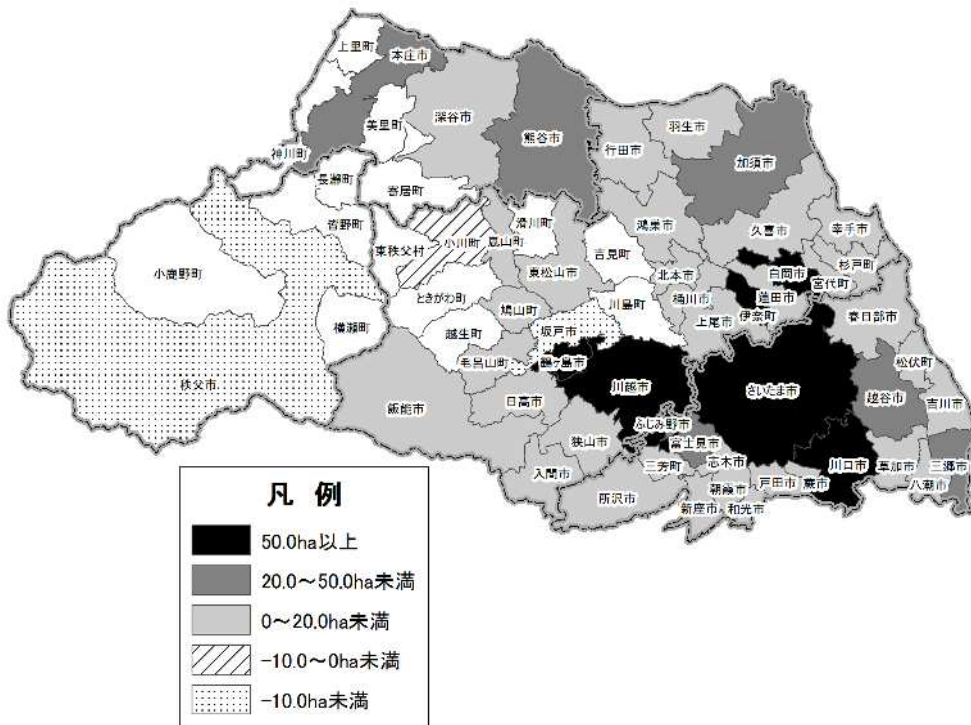 上里町
本庄市
美里町
神川町
深谷市
熊谷市
行田市
羽生市
加須市
長瀞町
寄居町
皆野町
小川町
東秩父村
嵐山町
滑川町
吉見町
鴻巣市
久喜市
幸手市
小鹿野町
東松山市
北本市
白岡市
杉戸町
宮代町
ときがわ町
鳩山町
川島町
桶川市
蓮田市
横瀬町
越生町
坂戸市
上尾市
伊奈町
春日部市
毛呂山町
鶴ヶ島市
川越市
さいたま市
松伏町
秩父市
飯能市
日高市
越谷市
吉川市
ふじみ野市
狭山市
富士見市
三芳町
志木市
川口市
草加市
三郷市
入間市
所沢市
朝霞市
戸田市
蕨市
八潮市
新座市
和光市
凡 例
50.0ha以上
20.0~50.0ha未満
0~20.0ha未満
-10.0~0ha未満
-10.0ha未満